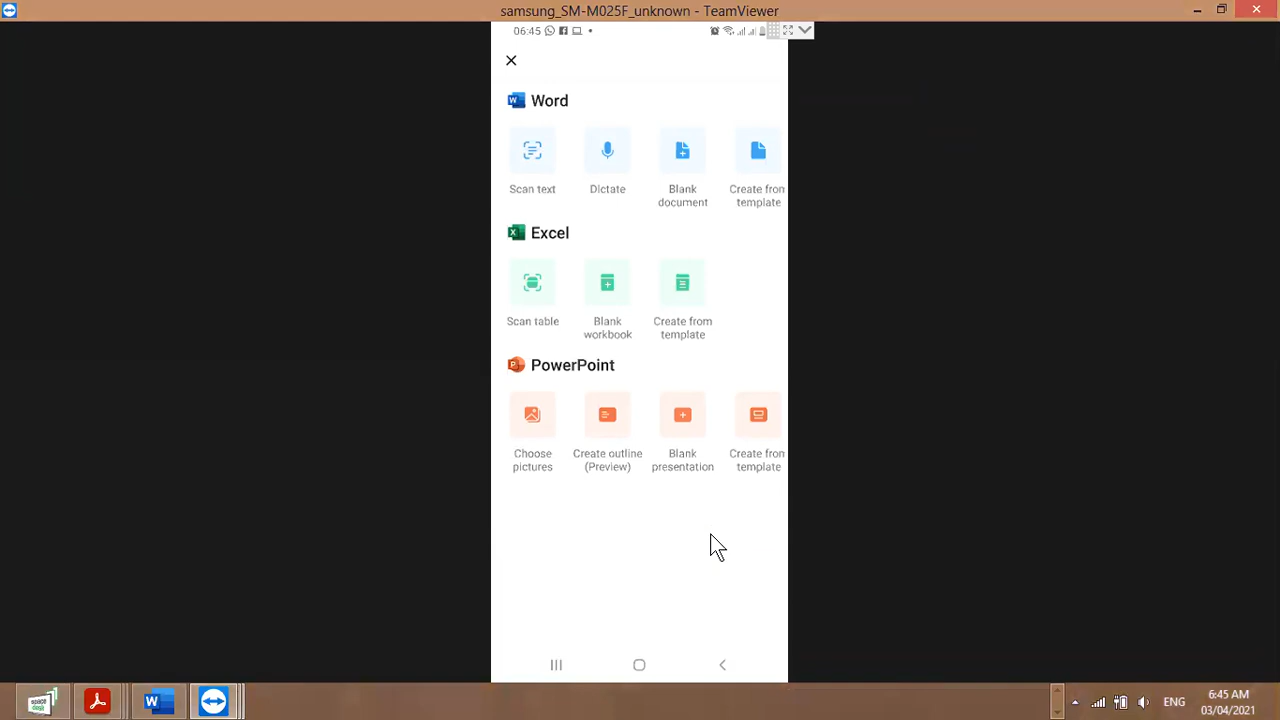 samsung_SM-M025F_unknown - TeamViewer
06:45
Word
Scan text
Dictate
Blank document
Create from template
Excel
Scan table
Blank workbook
Create from template
PowerPoint
Choose pictures
Create outline (Preview)
Blank presentation
Create from template
space desk
ENG
6:45 AM
03/04/2021